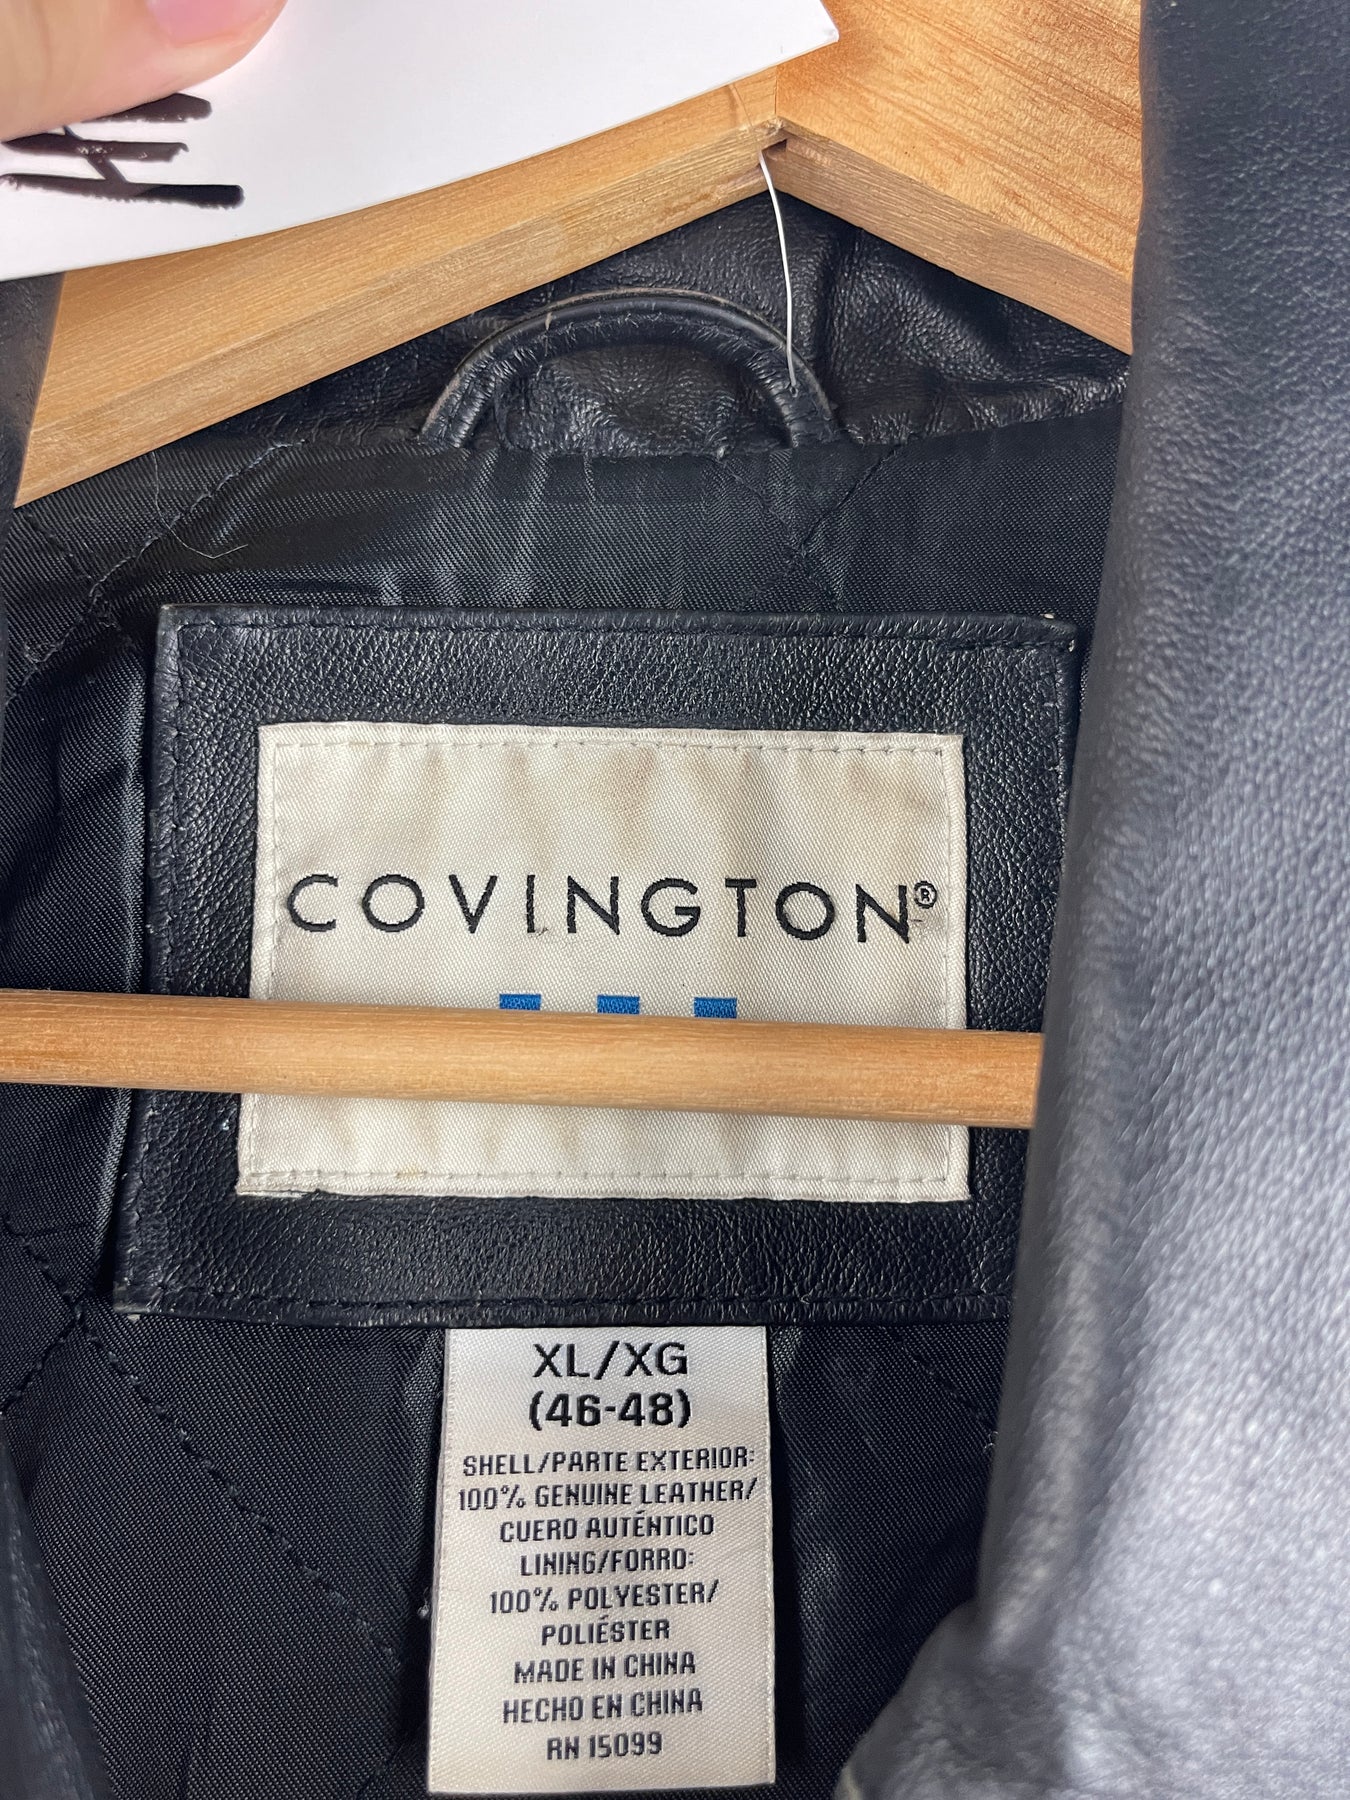 COVINGTON®
XL/XG
(46-48)
SHELL/PARTE EXTERIOR:
100% GENUINE LEATHER/
CUERO AUTÉNTICO
LINING/FORRO:
100% POLYESTER/
POLIÉSTER
MADE IN CHINA
HECHO EN CHINA
RN 15099